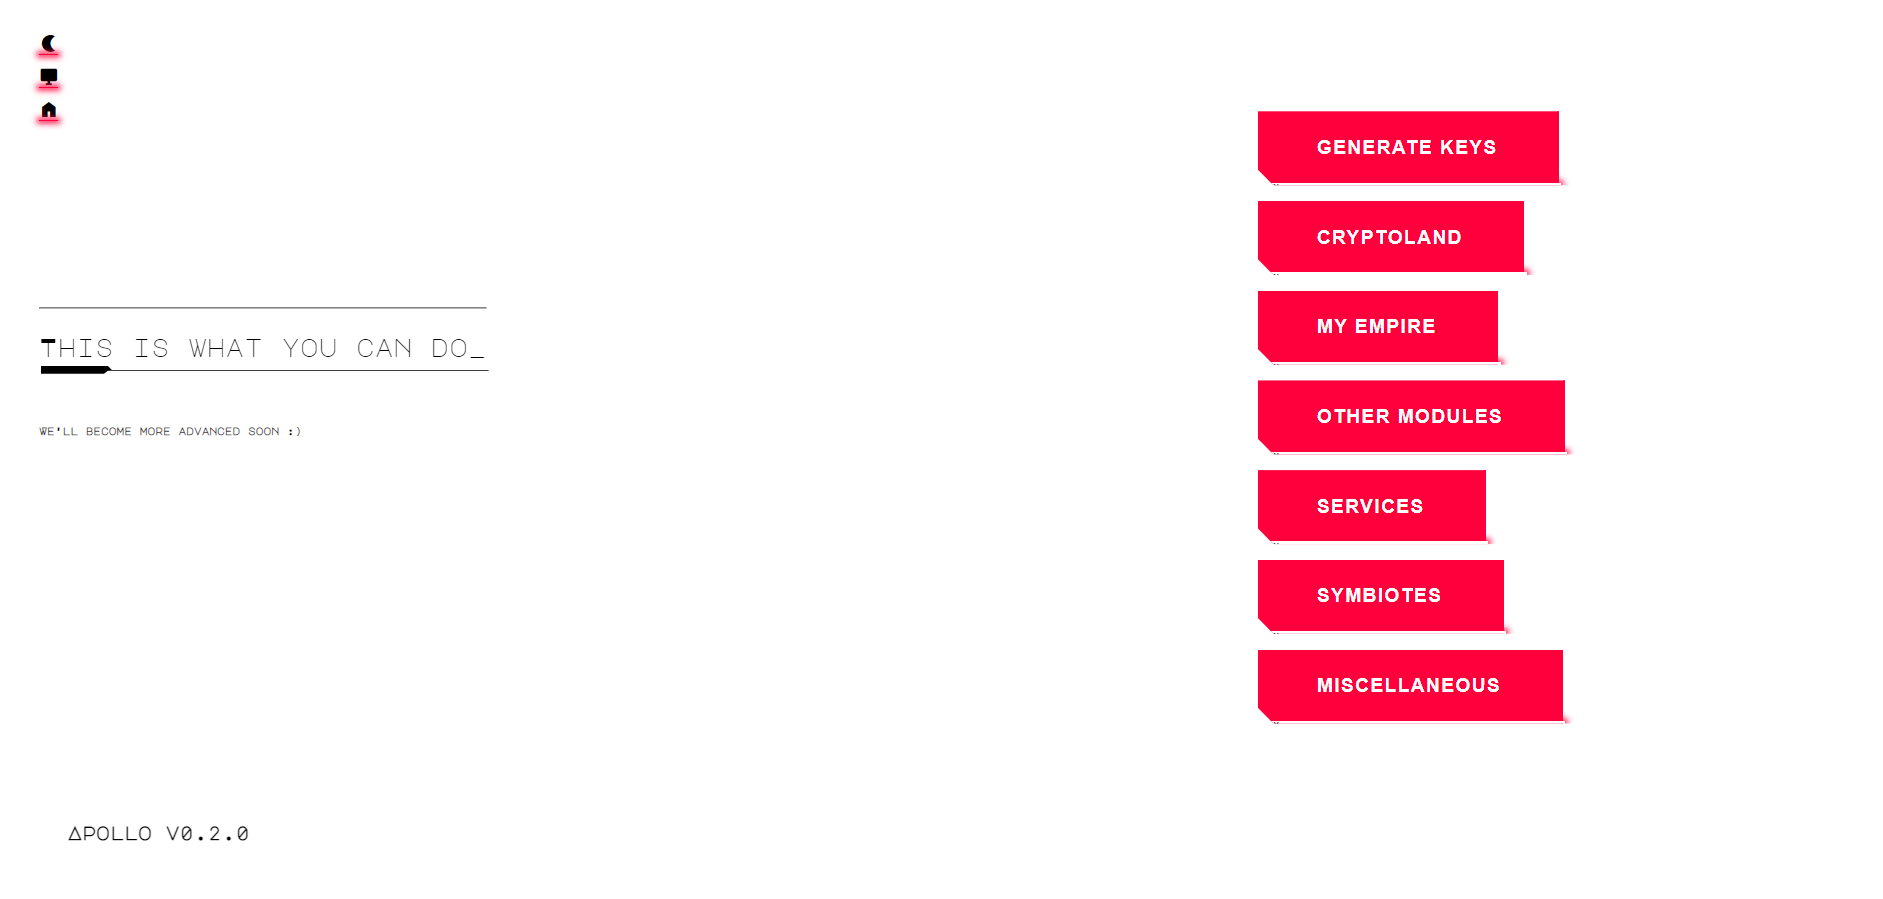 THIS IS WHAT YOU CAN DO_
WE'LL BECOME MORE ADVANCED SOON :)
GENERATE KEYS
CRYPTOLAND
MY EMPIRE
OTHER MODULES
SERVICES
SYMBIOTES
MISCELLANEOUS
ΔPOLLO V0.2.0